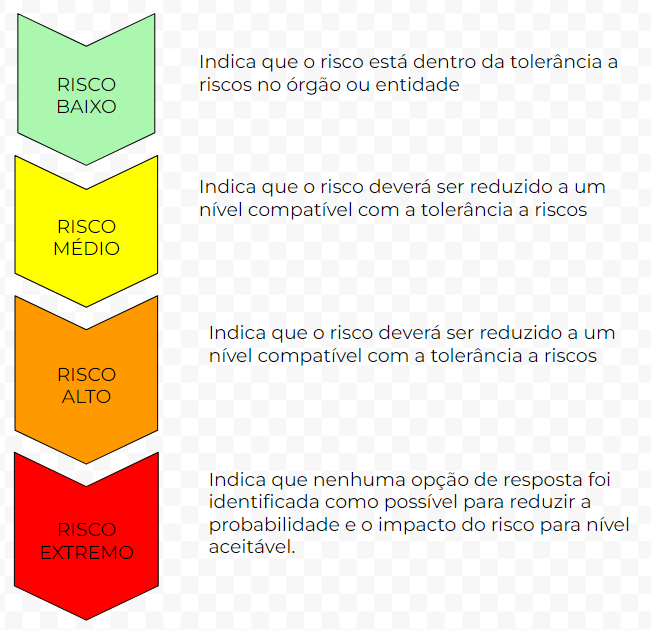 RISCO
BAIXO
Indica que o risco está dentro da tolerância a
riscos no órgão ou entidade
RISCO
MÉDIO
Indica que o risco deverá ser reduzido a um
nível compatível com a tolerância a riscos
RISCO
ALTO
Indica que o risco deverá ser reduzido a um
nível compatível com a tolerância a riscos
RISCO
EXTREMO
Indica que nenhuma opção de resposta foi
identificada como possível para reduzir a
probabilidade e o impacto do risco para nível
aceitável.